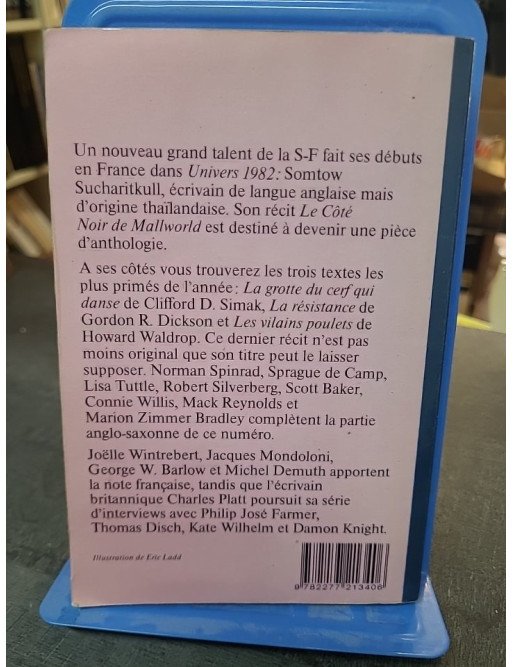 Un nouveau grand talent de la S-F fait ses débuts
en France dans Univers 1982: Somtow
Sucharitkull, écrivain de langue anglaise mais
d'origine thaïlandaise. Son récit Le Côté
Noir de Mallworld est destiné à devenir une pièce
d'anthologie.
A ses côtés vous trouverez les trois textes les
plus primés de l'année: La grotte du cerf qui
danse de Clifford D. Simak, La résistance de
Gordon R. Dickson et Les vilains poulets de
Howard Waldrop. Ce dernier récit n'est pas
moins original que son titre peut le laisser
supposer. Norman Spinrad, Sprague de Camp,
Lisa Tuttle, Robert Silverberg, Scott Baker,
Connie Willis, Mack Reynolds et
Marion Zimmer Bradley complètent la partie
anglo-saxonne de ce numéro.
Joëlle Wintrebert, Jacques Mondoloni,
George W. Barlow et Michel Demuth apportent
la note française, tandis que l'écrivain
britannique Charles Platt poursuit sa série
d'interviews avec Philip José Farmer,
Thomas Disch, Kate Wilhelm et Damon Knight.
Illustration de Eric Ladd
9 782277 213406